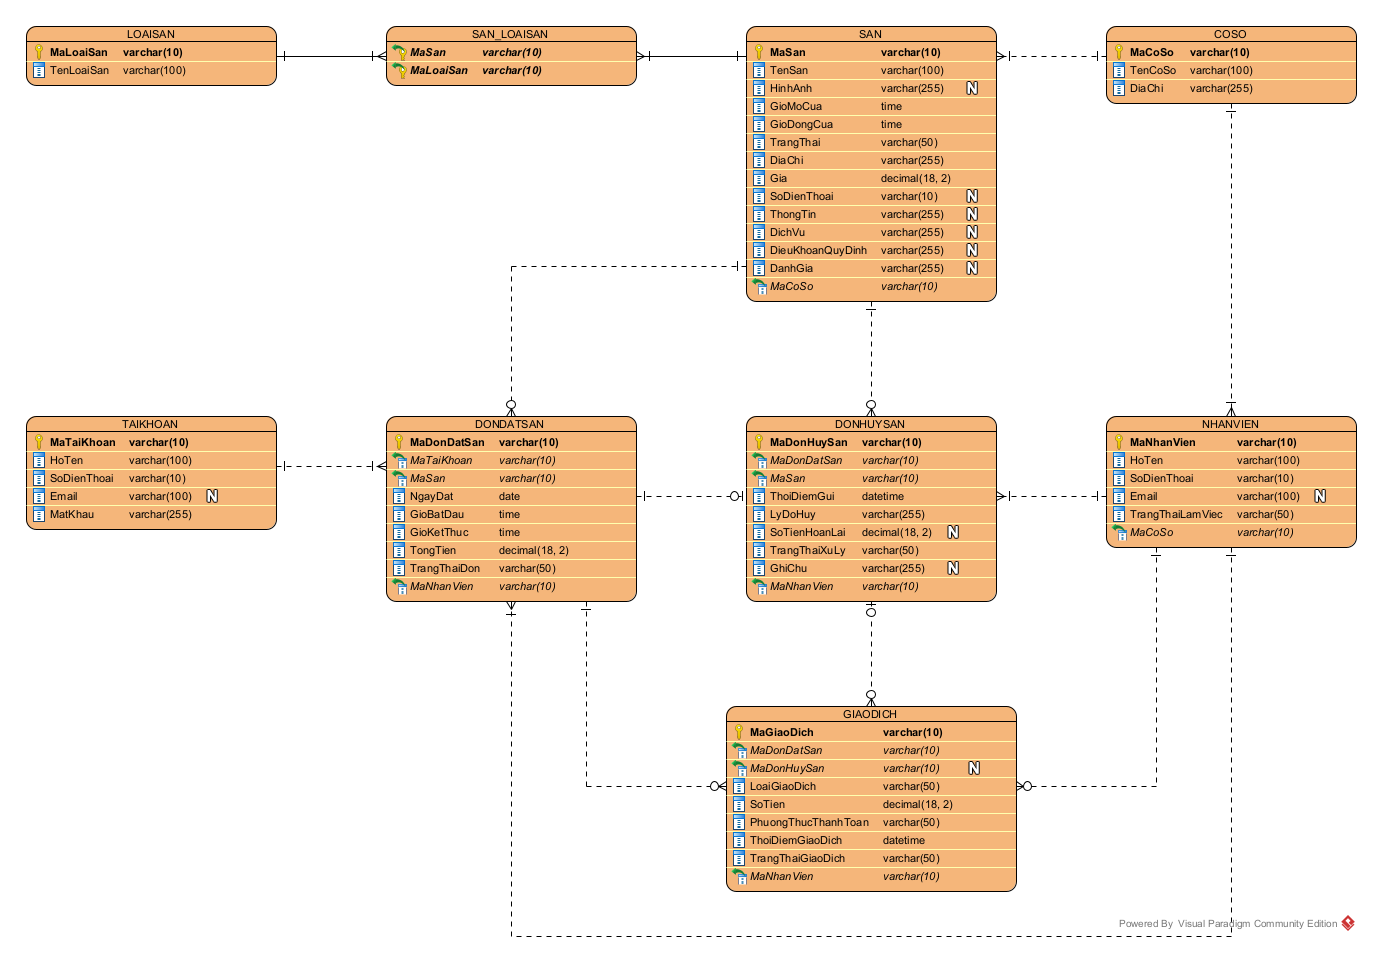 LOAISAN
MaLoaiSan varchar(10)
TenLoaiSan varchar(100)
SAN_LOAISAN
MaSan varchar(10)
MaLoaiSan varchar(10)
SAN
MaSan varchar(10)
TenSan varchar(100)
HinhAnh varchar(255) N
GioMoCua time
GioDongCua time
TrangThai varchar(50)
DiaChi varchar(255)
Gia decimal(18, 2)
SoDienThoai varchar(10) N
ThongTin varchar(255) N
DichVu varchar(255) N
DieuKhoanQuyDinh varchar(255) N
DanhGia varchar(255) N
MaCoSo varchar(10)
COSO
MaCoSo varchar(10)
TenCoSo varchar(100)
DiaChi varchar(255)
TAIKHOAN
MaTaiKhoan varchar(10)
HoTen varchar(100)
SoDienThoai varchar(10)
Email varchar(100) N
MatKhau varchar(255)
DONDATSAN
MaDonDatSan varchar(10)
MaTaiKhoan varchar(10)
MaSan varchar(10)
NgayDat date
GioBatDau time
GioKetThuc time
TongTien decimal(18, 2)
TrangThaiDon varchar(50)
MaNhanVien varchar(10)
DONHUYSAN
MaDonHuySan varchar(10)
MaDonDatSan varchar(10)
MaSan varchar(10)
ThoiDiemGui datetime
LyDoHuy varchar(255)
SoTienHoanLai decimal(18, 2) N
TrangThaiXuLy varchar(50)
GhiChu varchar(255) N
MaNhanVien varchar(10)
NHANVIEN
MaNhanVien varchar(10)
HoTen varchar(100)
SoDienThoai varchar(10)
Email varchar(100) N
TrangThaiLamViec varchar(50)
MaCoSo varchar(10)
GIAODICH
MaGiaoDich varchar(10)
MaDonDatSan varchar(10)
MaDonHuySan varchar(10) N
LoaiGiaoDich varchar(50)
SoTien decimal(18, 2)
PhuongThucThanhToan varchar(50)
ThoiDiemGiaoDich datetime
TrangThaiGiaoDich varchar(50)
MaNhanVien varchar(10)
Powered By Visual Paradigm Community Edition